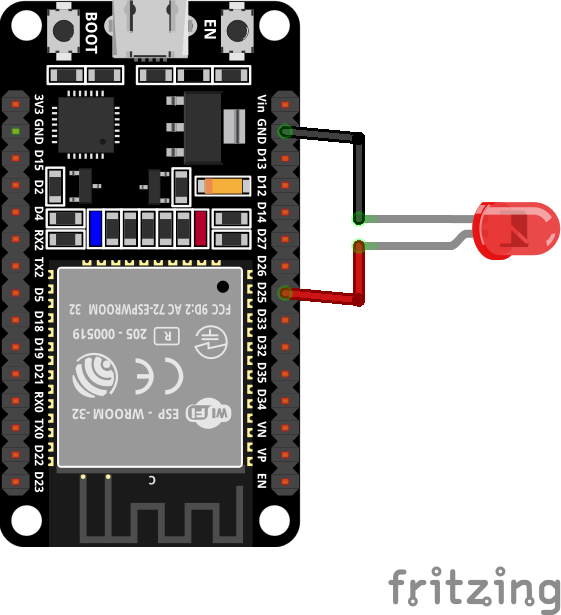 BOOT
EN
3V3
GND
D15
D2
D4
RX2
TX2
D5
D18
D19
D21
RX0
TX0
D22
D23
Vin
GND
D13
D12
D14
D27
D26
D25
D33
D32
D35
D34
VN
VP
EN
ESP - WROOM-32
WiFi
CE
R
205 - 000519
FCC 9D:2 AC 72-ESPWROOM 32
C
fritzing